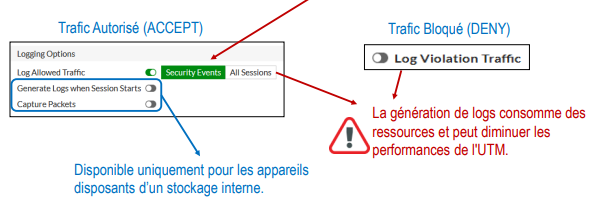 Trafic Autorisé (ACCEPT)
Trafic Bloqué (DENY)
Logging Options
Log Allowed Traffic Security Events All Sessions
Generate Logs when Session Starts
Capture Packets
Log Violation Traffic
La génération de logs consomme des
ressources et peut diminuer les
performances de l'UTM.
Disponible uniquement pour les appareils
disposants d'un stockage interne.